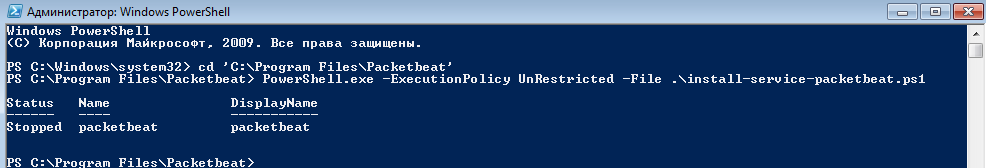 Администратор: Windows PowerShell
Windows PowerShell
(C) Корпорация Майкрософт, 2009. Все права защищены.
PS C:\Windows\system32> cd 'C:\Program Files\Packetbeat'
PS C:\Program Files\Packetbeat> PowerShell.exe -ExecutionPolicy UnRestricted -File .\install-service-packetbeat.ps1
Status   Name               DisplayName
------   ----               -----------
Stopped  packetbeat         packetbeat
PS C:\Program Files\Packetbeat>